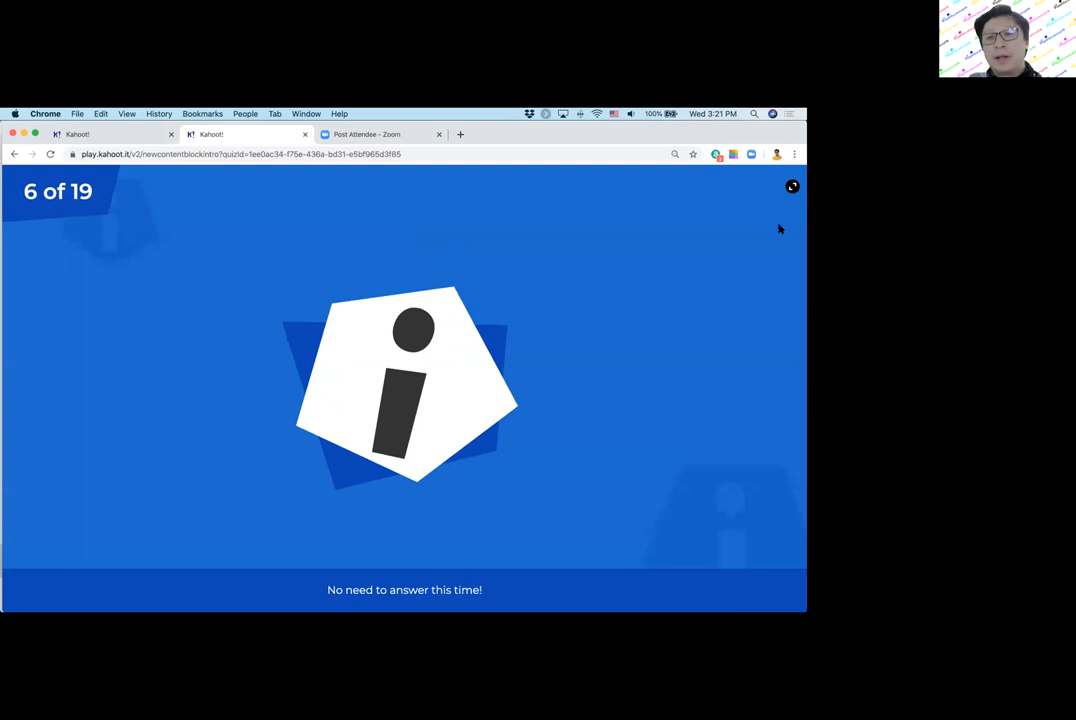 Chrome File Edit View History Bookmarks People Tab Window Help 100% Wed 3:21 PM
K! Kahoot! K! Kahoot! Post Attendee - Zoom
play.kahoot.it/v2/newcontentblockintro?quizId=1ee0ac34-f75e-436a-bd31-e5bf965d3f85
6 of 19
i
No need to answer this time!